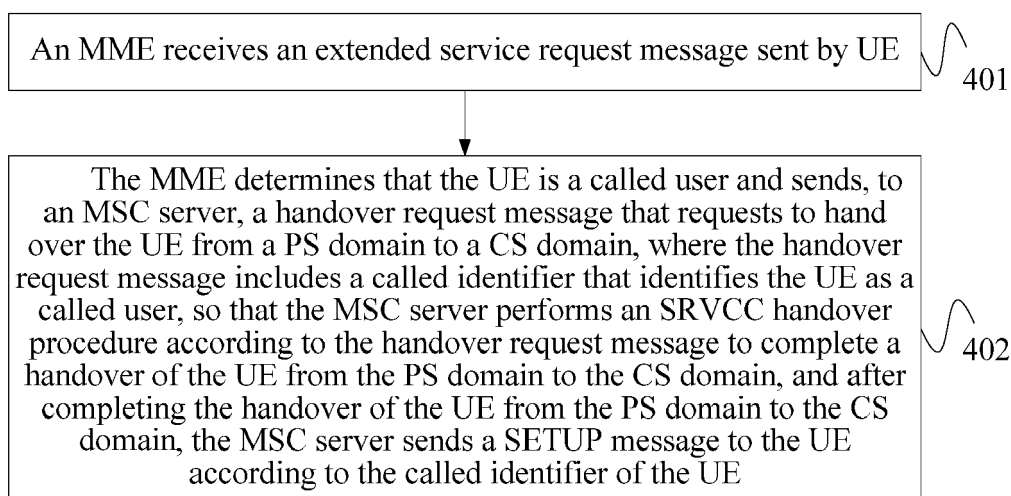 An MME receives an extended service request message sent by UE
401
The MME determines that the UE is a called user and sends, to
an MSC server, a handover request message that requests to hand
over the UE from a PS domain to a CS domain, where the handover
request message includes a called identifier that identifies the UE as a
called user, so that the MSC server performs an SRVCC handover
procedure according to the handover request message to complete a
handover of the UE from the PS domain to the CS domain, and after
completing the handover of the UE from the PS domain to the CS
domain, the MSC server sends a SETUP message to the UE
according to the called identifier of the UE
402